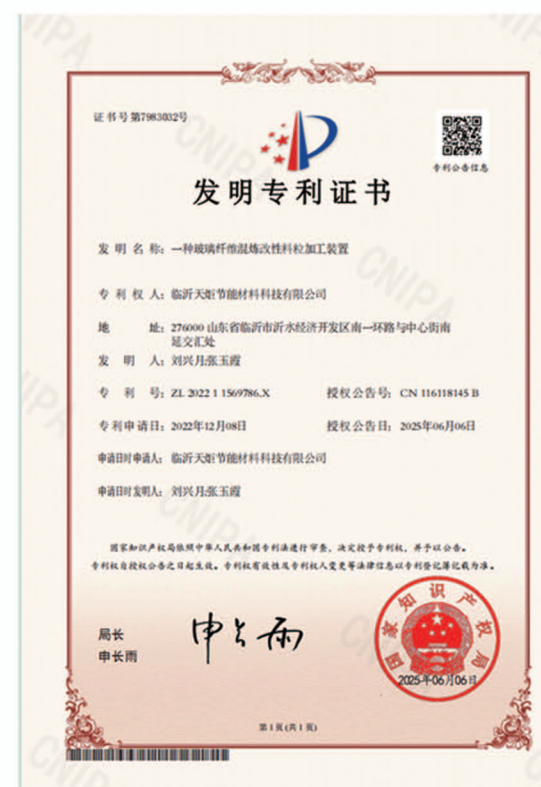 证书号第7983032号
专利公告信息
发明专利证书
发 明 名 称：一种玻璃纤维混炼改性料粒加工装置
专 利 权 人：临沂天炬节能材料科技有限公司
地 址：276000 山东省临沂市沂水经济开发区南一环路与中心街南
延交汇处
发 明 人：刘兴月;张玉霞
专 利 号：ZL 2022 1 1569786.X 授权公告号：CN 116118145 B
专利申请日：2022年12月08日 授权公告日：2025年06月06日
申请日时申请人：临沂天炬节能材料科技有限公司
申请日时发明人：刘兴月;张玉霞
国家知识产权局依照中华人民共和国专利法进行审查，决定授予专利权，并予以公告。
专利权自授权公告之日起生效。专利权有效性及专利权人变更等法律信息以专利登记簿记载为准。
局长
申长雨
申长雨
国家知识产权局
2025年06月06日
第 1 页 (共 1 页)
CNIPA
CNIPA
CNIPA
CNIPA
CNIPA